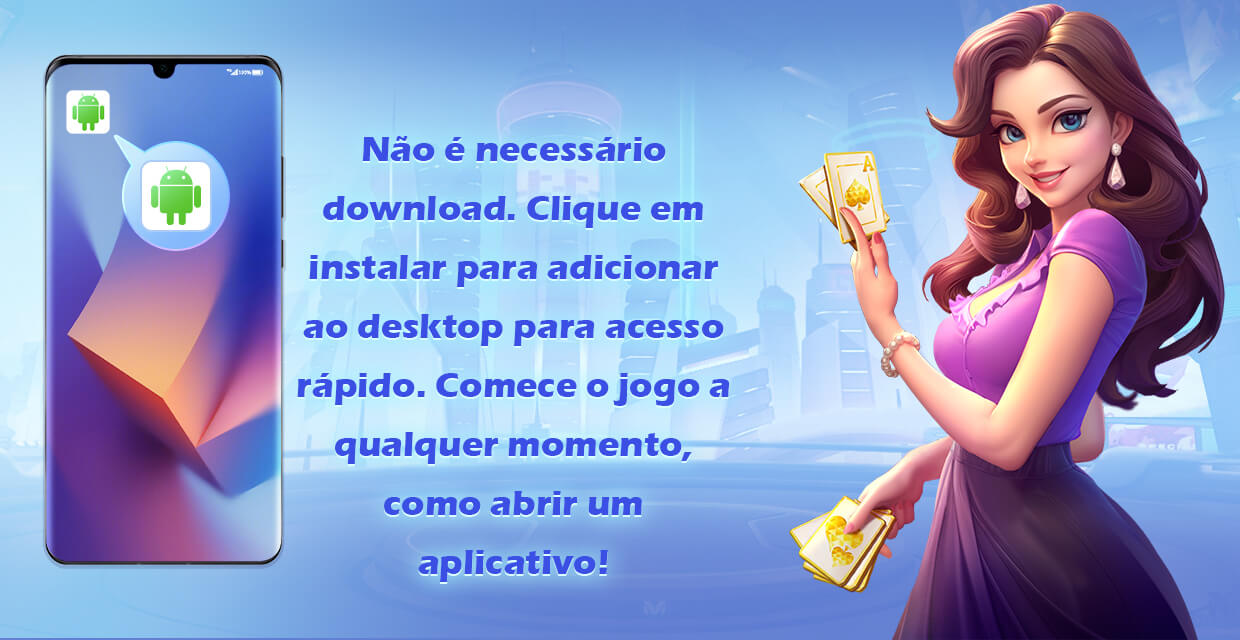 100%
Não é necessário
download. Clique em
instalar para adicionar
ao desktop para acesso
rápido. Comece o jogo a
qualquer momento,
como abrir um
aplicativo!
A